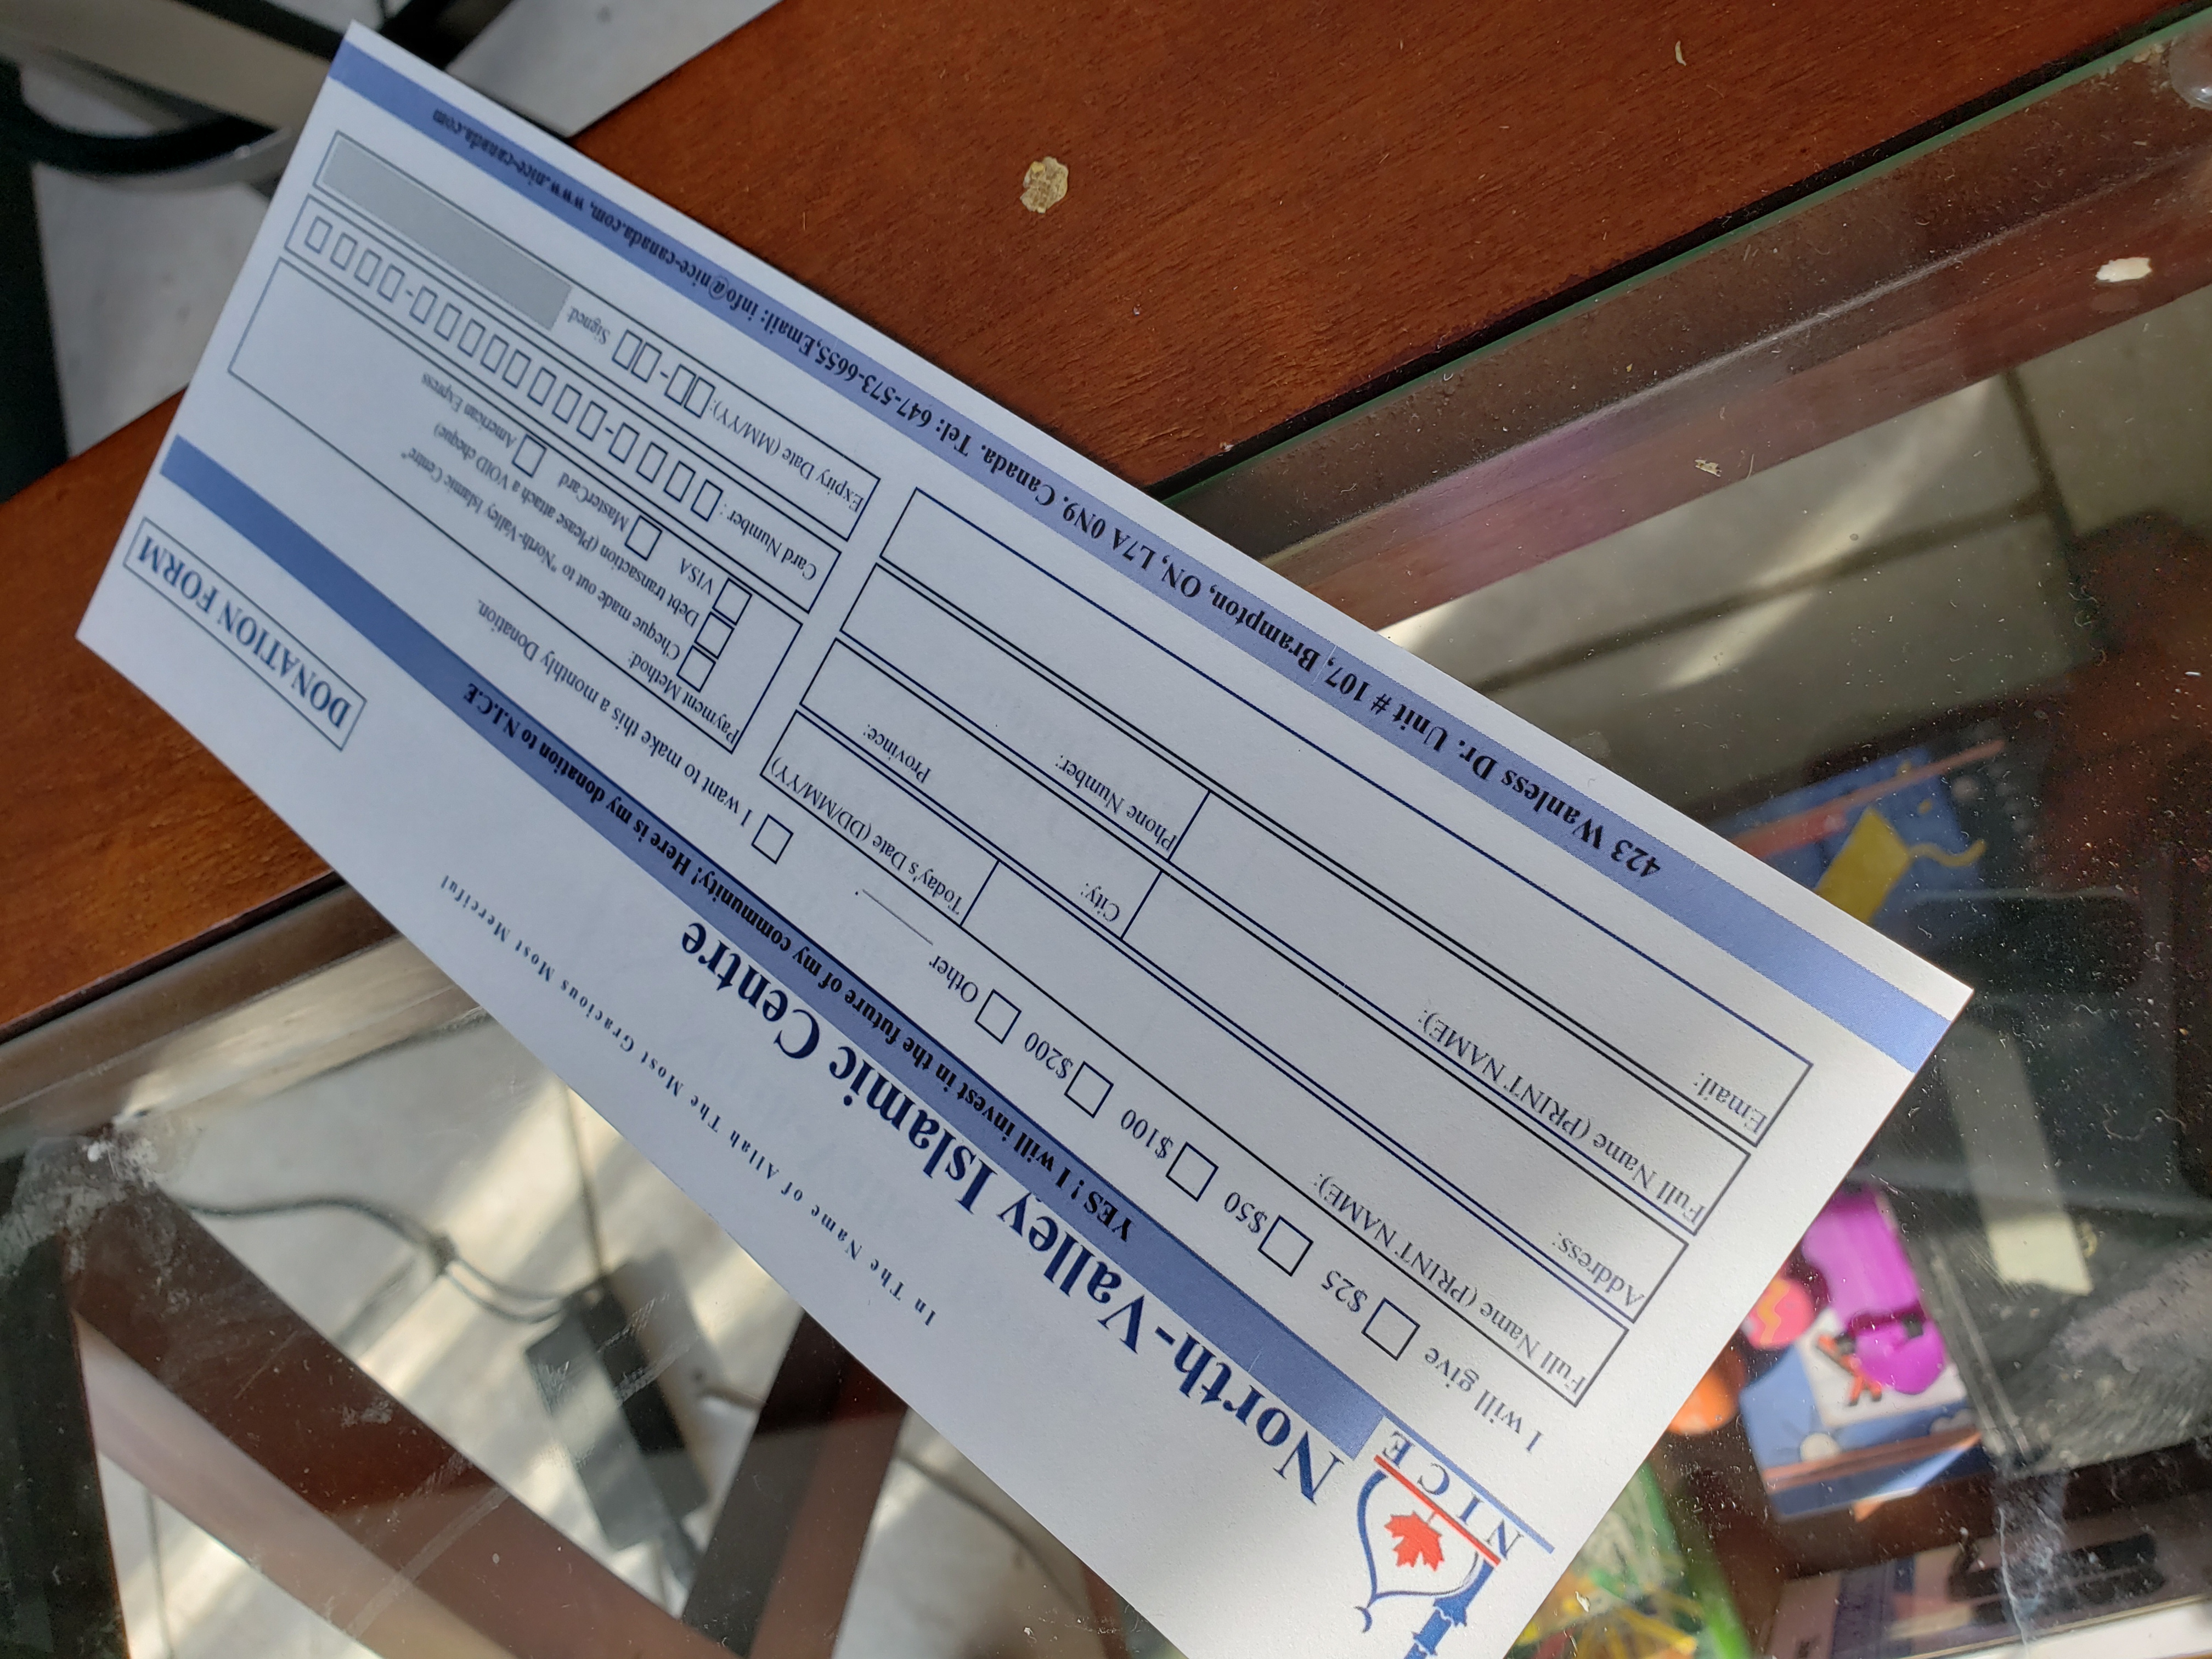 In The Name of Allah The Most Gracious Most Merciful
DONATION FORM
North-Valley Islamic Centre
N I C E
YES! I will invest in the future of my community! Here is my donation to N.I.C.E
I will give $25 $50 $100 $200 Other ______.
I want to make this a monthly Donation.
Full Name (PRINT NAME):
Today's Date (DD/MM/YY)
Address:
City:
Province:
Full Name (PRINT NAME):
Phone Number:
Email:
Payment Method:
Cheque made out to "North-Valley Islamic Centre"
Debt transaction (Please attach a VOID cheque)
VISA MasterCard American Express
Card Number:
Expiry Date (MM/YY): Signed:
423 Wanless Dr. Unit # 107, Brampton, ON, L7A 0N9. Canada. Tel: 647-573-6655,Email: info@nice-canada.com, www.nice-canada.com